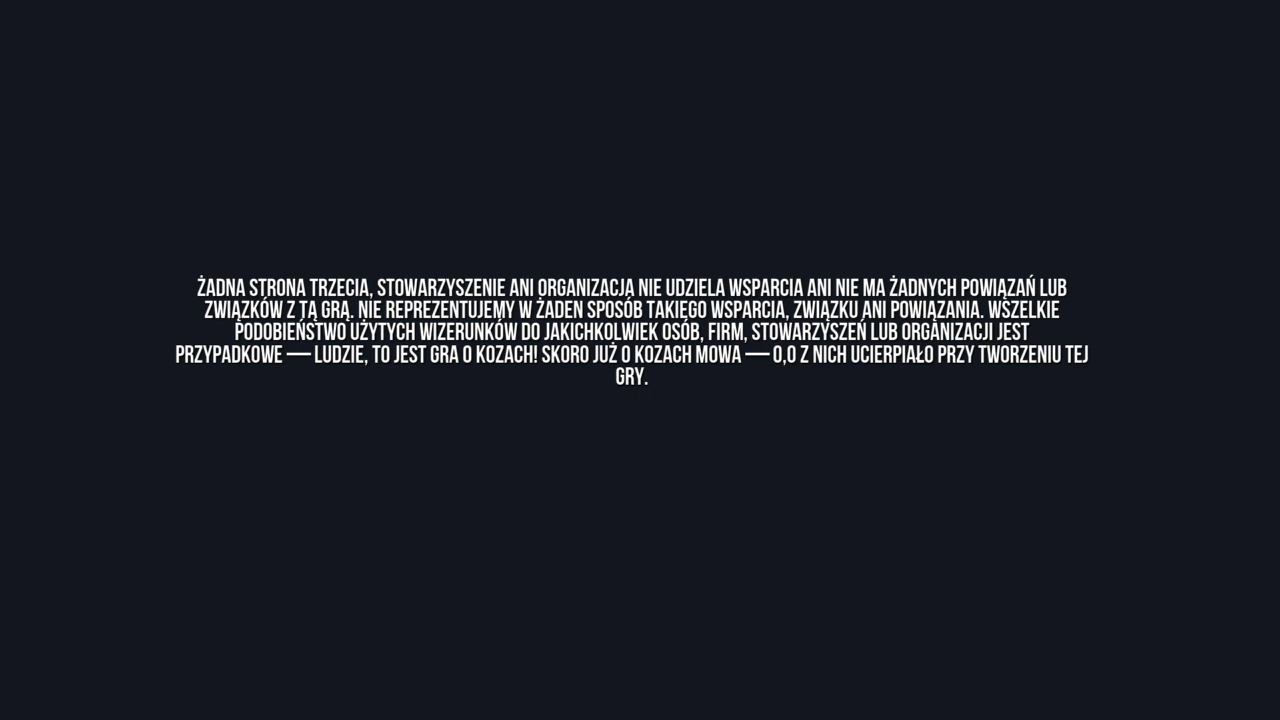 ŻADNA STRONA TRZECIA, STOWARZYSZENIE ANI ORGANIZACJA NIE UDZIELA WSPARCIA ANI NIE MA ŻADNYCH POWIĄZAŃ LUB
ZWIĄZKÓW Z TĄ GRĄ. NIE REPREZENTUJEMY W ŻADEN SPOSÓB TAKIEGO WSPARCIA, ZWIĄZKU ANI POWIĄZANIA. WSZELKIE
PODOBIEŃSTWO UŻYTYCH WIZERUNKÓW DO JAKICHKOLWIEK OSÓB, FIRM, STOWARZYSZEŃ LUB ORGANIZACJI JEST
PRZYPADKOWE — LUDZIE, TO JEST GRA O KOZACH! SKORO JUŻ O KOZACH MOWA — 0,0 Z NICH UCIERPIAŁO PRZY TWORZENIU TEJ
GRY.